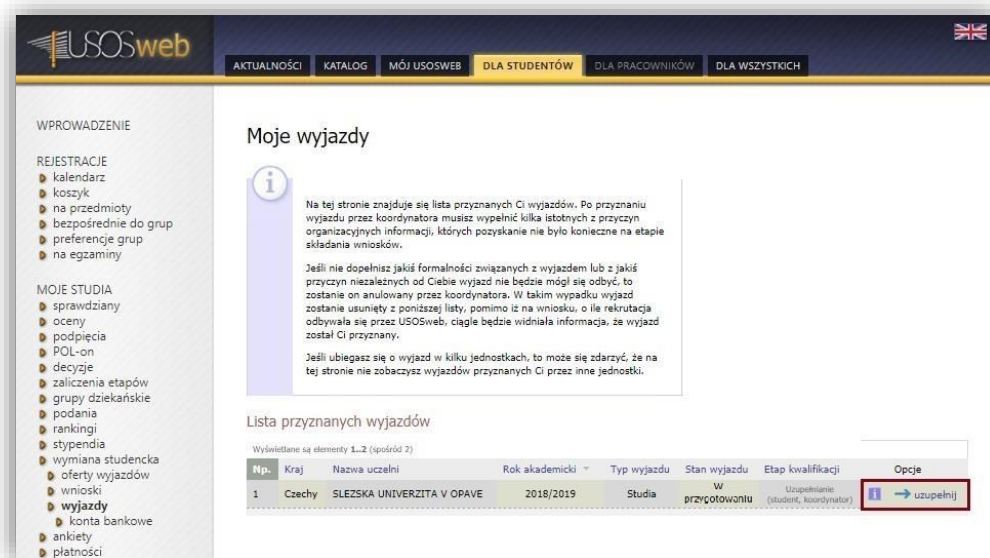 USOSweb
AKTUALNOŚCI KATALOG MÓJ USOSWEB DLA STUDENTÓW DLA PRACOWNIKÓW DLA WSZYSTKICH
WPROWADZENIE
REJESTRACJE
kalendarz
koszyk
na przedmioty
bezpośrednie do grup
preferencje grup
na egzaminy
MOJE STUDIA
sprawdziany
oceny
podpięcia
POL-on
decyzje
zaliczenia etapów
grupy dziekańskie
podania
rankingi
stypendia
wymiana studencka
oferty wyjazdów
wnioski
wyjazdy
konta bankowe
ankiety
płatności
Moje wyjazdy
i
Na tej stronie znajduje się lista przyznanych Ci wyjazdów. Po przyznaniu
wyjazdu przez koordynatora musisz wypełnić kilka istotnych z przyczyn
organizacyjnych informacji, których pozyskanie nie było konieczne na etapie
składania wniosków.
Jeśli nie dopełnisz jakiś formalności związanych z wyjazdem lub z jakiś
przyczyn niezależnych od Ciebie wyjazd nie będzie mógł się odbyć, to
zostanie on anulowany przez koordynatora. W takim wypadku wyjazd
zostanie usunięty z poniższej listy, pomimo iż na wniosku, o ile rekrutacja
odbywała się przez USOSweb, ciągle będzie widniała informacja, że wyjazd
został Ci przyznany.
Jeśli ubiegasz się o wyjazd w kilku jednostkach, to może się zdarzyć, że na
tej stronie nie zobaczysz wyjazdów przyznanych Ci przez inne jednostki.
Lista przyznanych wyjazdów
Wyświetlane są elementy 1..2 (spośród 2)
Np. Kraj Nazwa uczelni Rok akademicki Typ wyjazdu Stan wyjazdu Etap kwalifikacji Opcje
1 Czechy SLEZSKA UNIVERZITA V OPAVE 2018/2019 Studia W przygotowaniu Uzupełnianie (student, koordynator) i uzupełnij